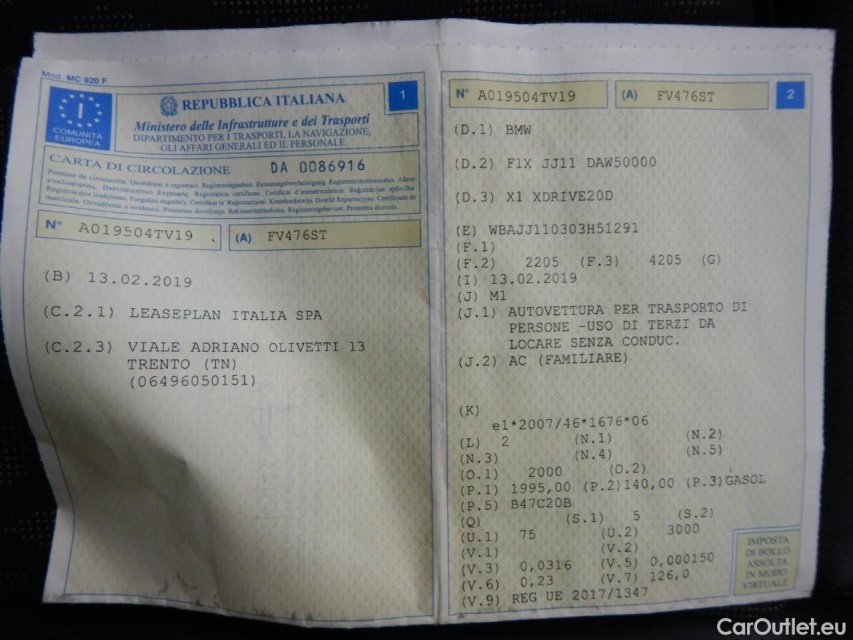 Mod. MC 820 F
I
COMUNITÀ
EUROPEA
REPUBBLICA ITALIANA
1
Ministero delle Infrastrutture e dei Trasporti
DIPARTIMENTO PER I TRASPORTI, LA NAVIGAZIONE,
GLI AFFARI GENERALI ED IL PERSONALE
CARTA DI CIRCOLAZIONE DA 0086916
N° A019504TV19 . (A) FV476ST
(B) 13.02.2019
(C.2.1) LEASEPLAN ITALIA SPA
(C.2.3) VIALE ADRIANO OLIVETTI 13
TRENTO (TN)
(06496050151)
N° A019504TV19 (A) FV476ST 2
(D.1) BMW
(D.2) F1X JJ11 DAW50000
(D.3) X1 XDRIVE20D
(E) WBAJJ110303H51291
(F.1)
(F.2) 2205 (F.3) 4205 (G)
(I) 13.02.2019
(J) M1
(J.1) AUTOVETTURA PER TRASPORTO DI
PERSONE -USO DI TERZI DA
LOCARE SENZA CONDUC.
(J.2) AC (FAMILIARE)
(K)
e1*2007/46*1676*06
(L) 2 (N.1) (N.2)
(N.3) (N.4) (N.5)
(O.1) 2000 (O.2)
(P.1) 1995,00 (P.2)140,00 (P.3)GASOL
(P.5) B47C20B
(Q) (S.1) 5 (S.2)
(U.1) 75 (U.2) 3000
(V.1) (V.2)
(V.3) 0,0316 (V.5) 0,000150
(V.6) 0,23 (V.7) 126,0
(V.9) REG UE 2017/1347
IMPOSTA
DI BOLLO
ASSOLTA
IN MODO
VIRTUALE
CarOutlet.eu